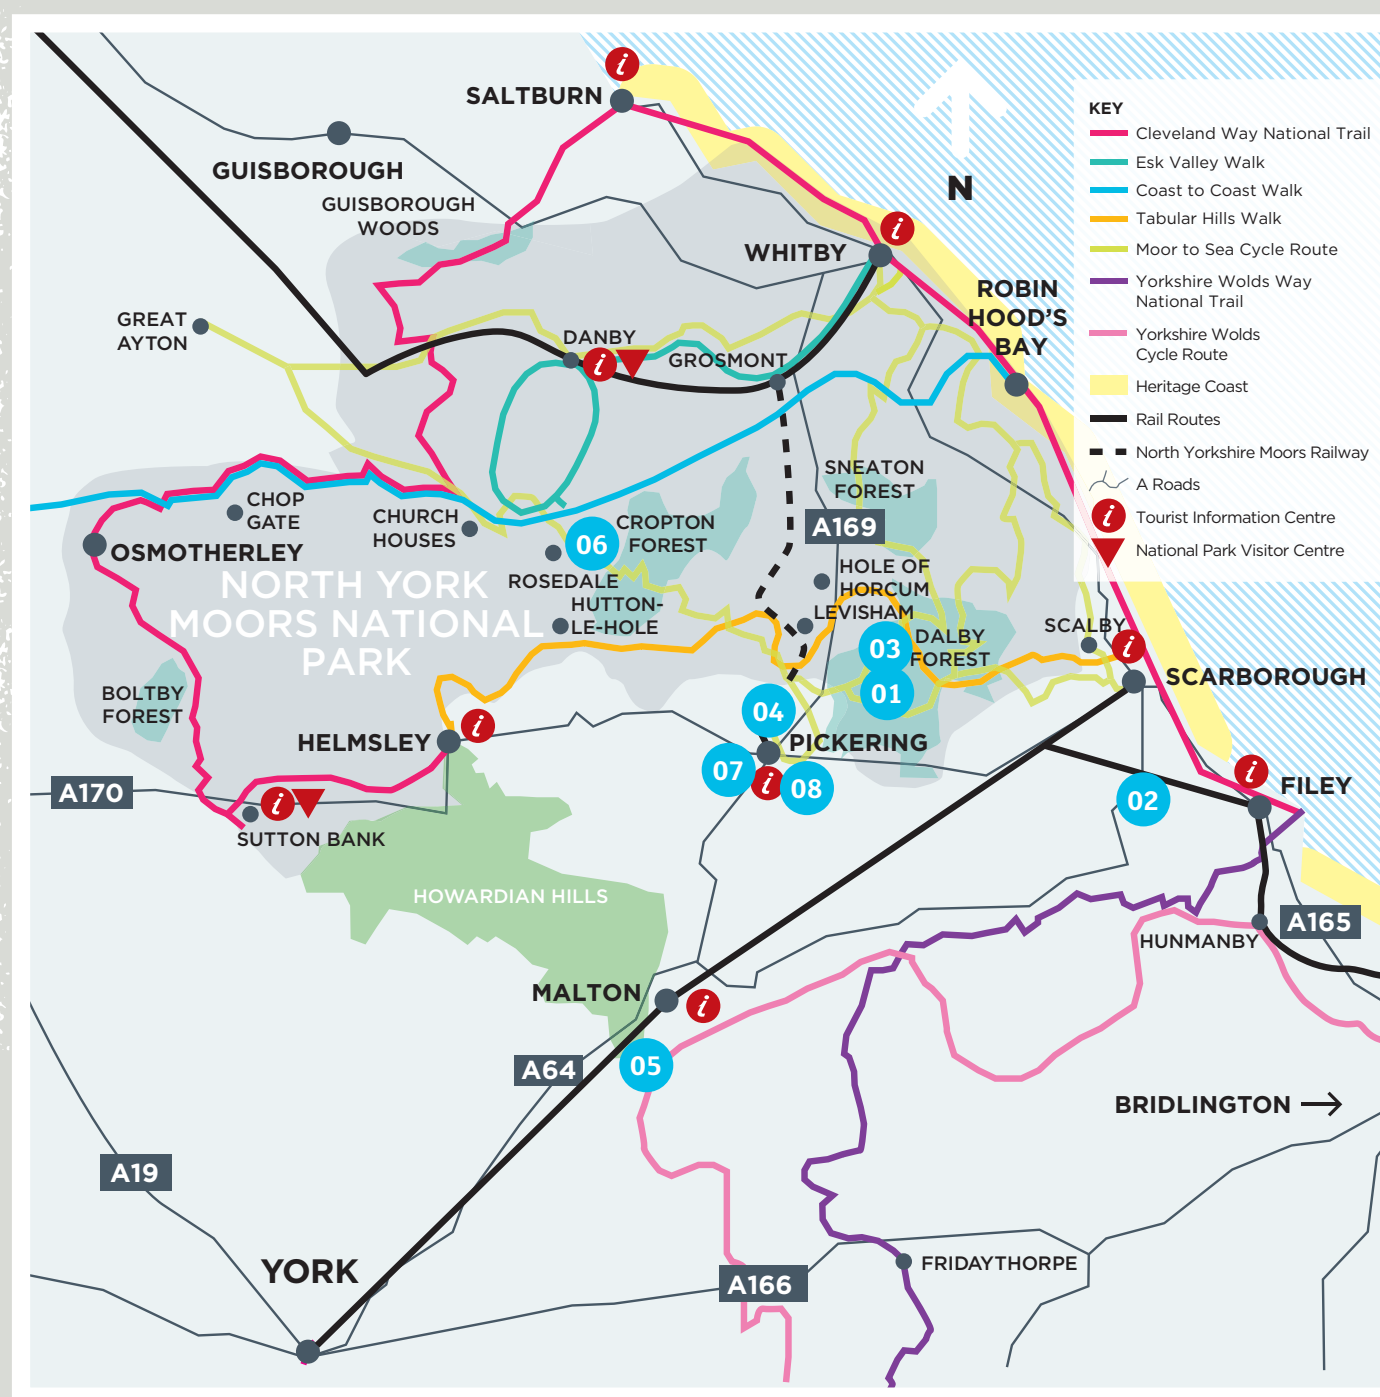 SALTBURN
GUISBOROUGH
GUISBOROUGH
WOODS
WHITBY
N
ROBIN
HOOD'S
BAY
GREAT
AYTON
DANBY
GROSMONT
KEY
Cleveland Way National Trail
Esk Valley Walk
Coast to Coast Walk
Tabular Hills Walk
Moor to Sea Cycle Route
Yorkshire Wolds Way
National Trail
Yorkshire Wolds
Cycle Route
Heritage Coast
Rail Routes
North Yorkshire Moors Railway
A Roads
i Tourist Information Centre
National Park Visitor Centre
i
i
i
SNEATON
FOREST
CHOP
GATE
CHURCH
HOUSES
A169
CROPTON
FOREST
06
OSMOTHERLEY
ROSEDALE
HOLE OF
HORCUM
NORTH YORK
MOORS NATIONAL
PARK
HUTTON-
LE-HOLE
LEVISHAM
SCALBY
i
03
DALBY
FOREST
SCARBOROUGH
BOLTBY
FOREST
01
04
HELMSLEY
i
PICKERING
07
i
08
i
FILEY
02
A170
i
SUTTON BANK
HOWARDIAN HILLS
A165
HUNMANBY
MALTON
i
A64
05
BRIDLINGTON →
A19
YORK
FRIDAYTHORPE
A166